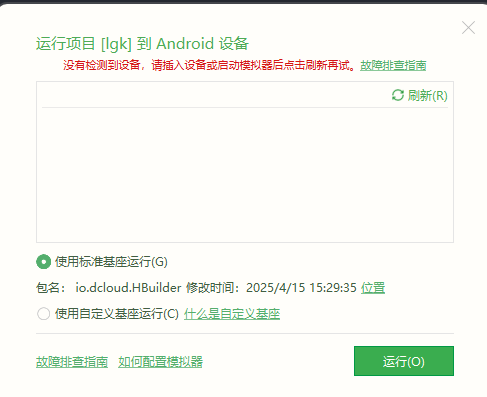 运行项目 [lgk] 到 Android 设备
没有检测到设备，请插入设备或启动模拟器后点击刷新再试。故障排查指南
刷新(R)
使用标准基座运行(G)
包名： io.dcloud.HBuilder 修改时间：2025/4/15 15:29:35 位置
使用自定义基座运行(C) 什么是自定义基座
故障排查指南 如何配置模拟器 运行(O)